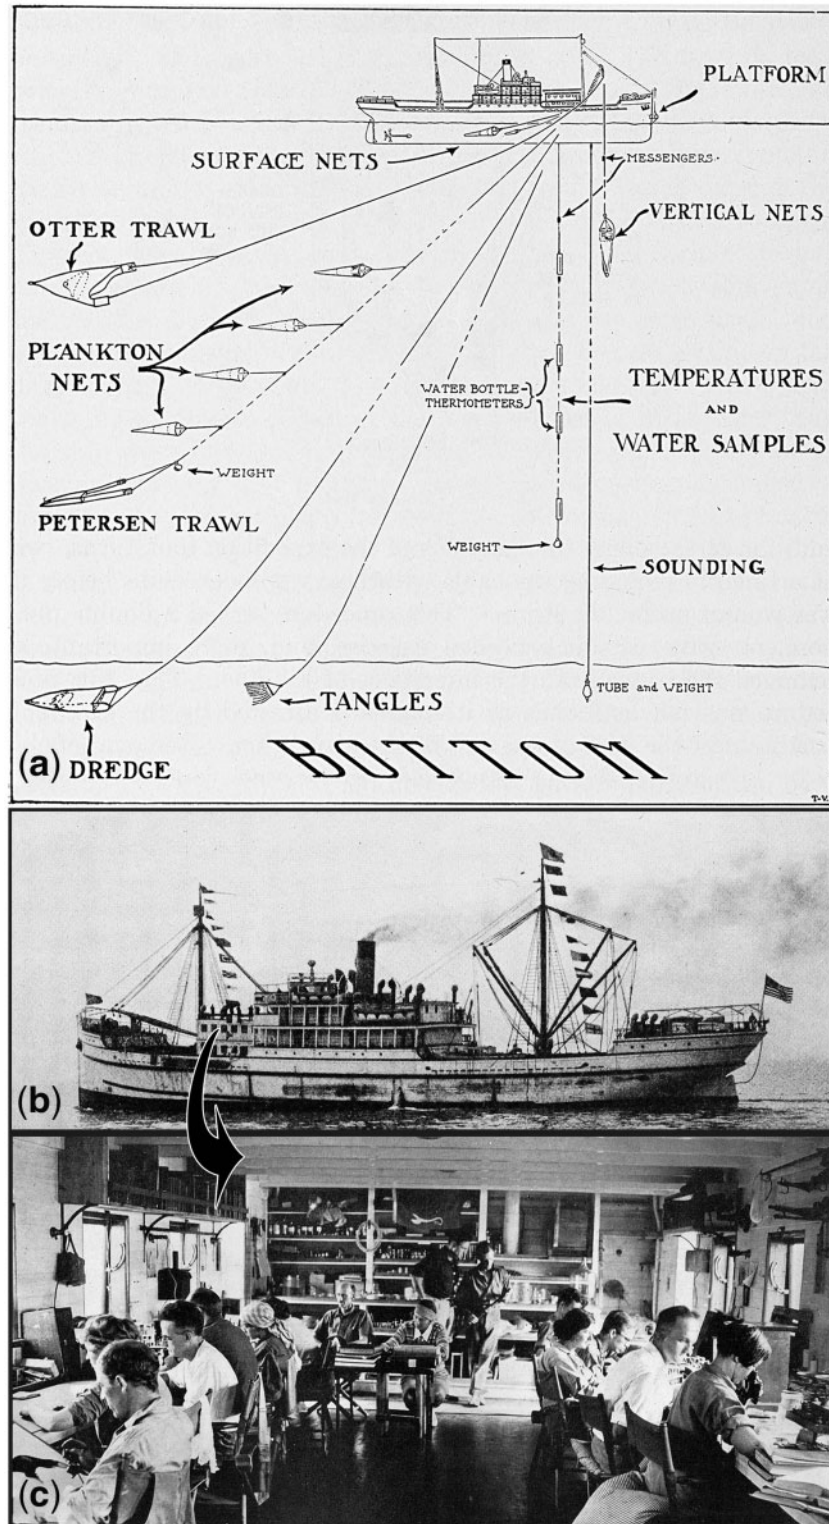 PLATFORM
SURFACE NETS
MESSENGERS
VERTICAL NETS
OTTER TRAWL
PLANKTON
NETS
WATER BOTTLE
THERMOMETERS
TEMPERATURES
AND
WATER SAMPLES
WEIGHT
PETERSEN TRAWL
WEIGHT
SOUNDING
TANGLES
TUBE and WEIGHT
BOTTOM
(a) DREDGE
T-V.
(b)
(c)